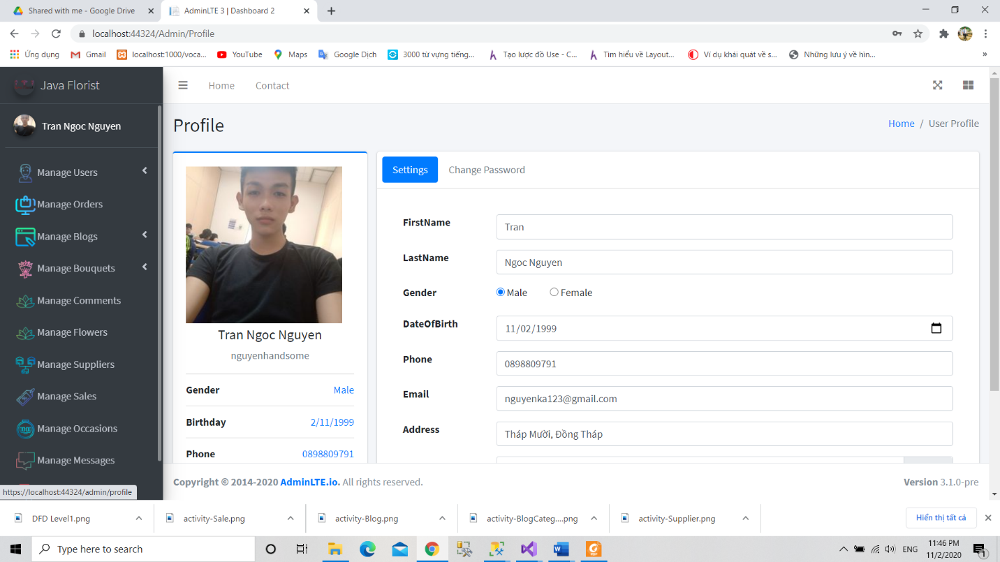 Shared with me - Google Drive
AdminLTE 3 | Dashboard 2
localhost:44324/Admin/Profile
Ứng dụng
Gmail
localhost:1000/voca...
YouTube
Maps
Google Dịch
3000 từ vựng tiếng...
Tạo lược đồ Use - C...
Tìm hiểu về Layout...
Ví dụ khái quát về s...
Những lưu ý về hìn...
»
Java Florist
Home
Contact
Tran Ngoc Nguyen
Profile
Home / User Profile
Manage Users
Manage Orders
Manage Blogs
Manage Bouquets
Manage Comments
Manage Flowers
Manage Suppliers
Manage Sales
Manage Occasions
Manage Messages
https://localhost:44324/admin/profile
Tran Ngoc Nguyen
nguyenhandsome
Gender Male
Birthday 2/11/1999
Phone 0898809791
Settings
Change Password
FirstName Tran
LastName Ngoc Nguyen
Gender Male Female
DateOfBirth 11/02/1999
Phone 0898809791
Email nguyenka123@gmail.com
Address Tháp Mười, Đồng Tháp
Copyright © 2014-2020 AdminLTE.io. All rights reserved.
Version 3.1.0-pre
DFD Level1.png
activity-Sale.png
activity-Blog.png
activity-BlogCateg....png
activity-Supplier.png
Hiển thị tất cả
Type here to search
ENG
11:46 PM
11/2/2020
1